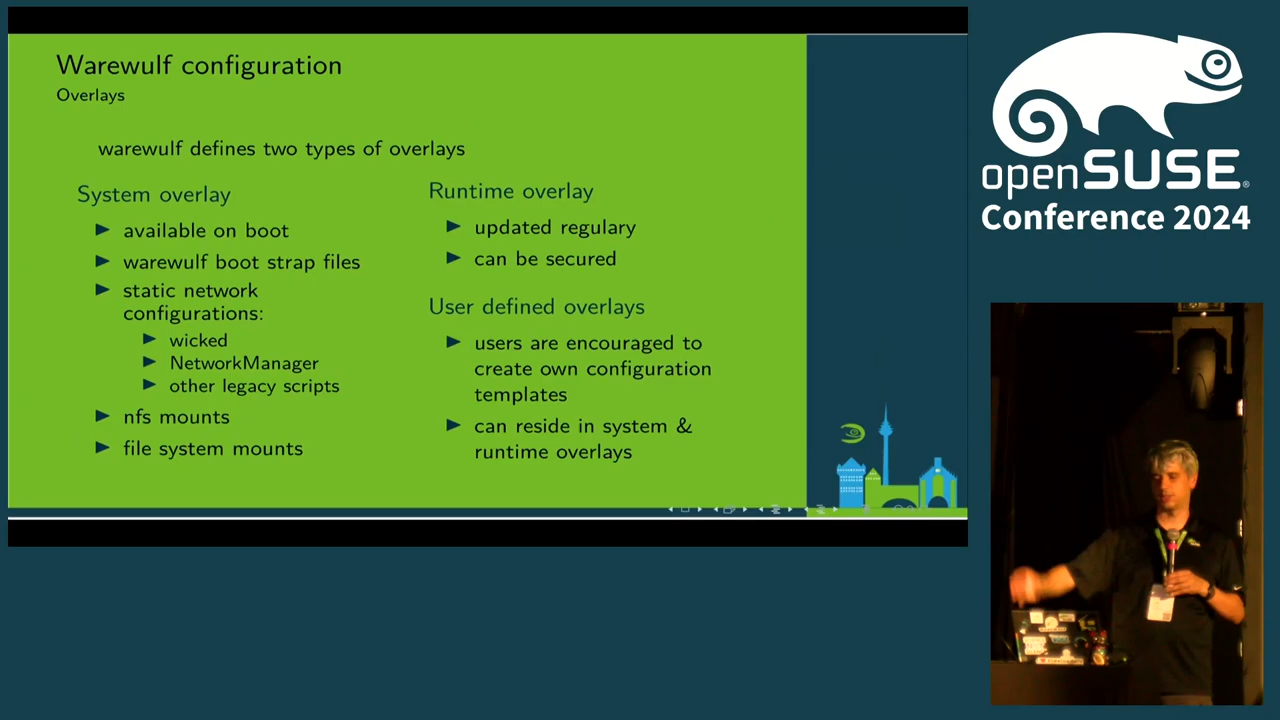 Warewulf configuration
Overlays
warewulf defines two types of overlays
System overlay
available on boot
warewulf boot strap files
static network
configurations:
wicked
NetworkManager
other legacy scripts
nfs mounts
file system mounts
Runtime overlay
updated regulary
can be secured
User defined overlays
users are encouraged to
create own configuration
templates
can reside in system &
runtime overlays
openSUSE®
Conference 2024